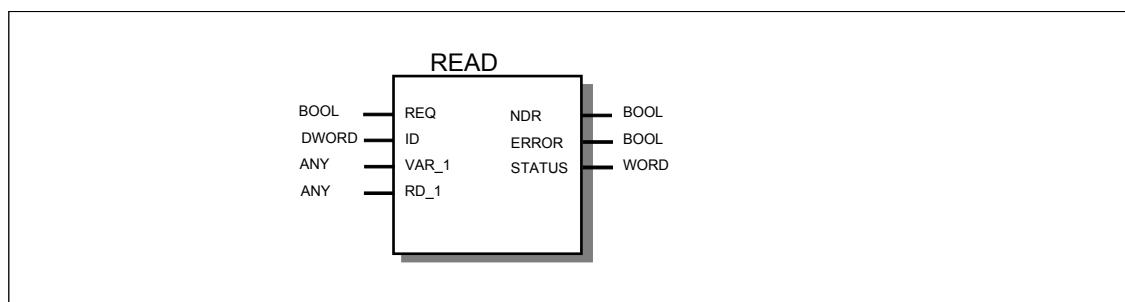 READ
BOOL REQ NDR BOOL
DWORD ID ERROR BOOL
ANY VAR_1 STATUS WORD
ANY RD_1